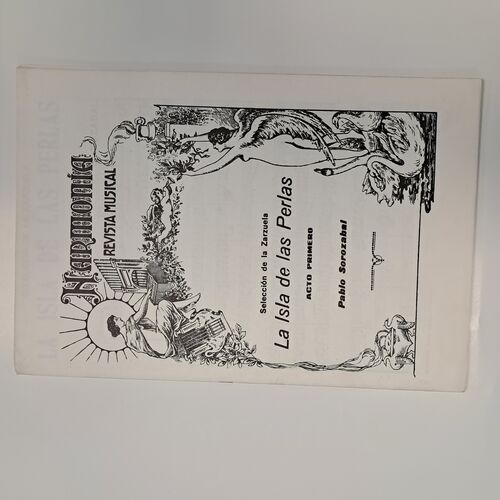 HARMONÍA
REVISTA MUSICAL
Selección de la Zarzuela
La Isla de las Perlas
ACTO PRIMERO
Pablo Sorozabal